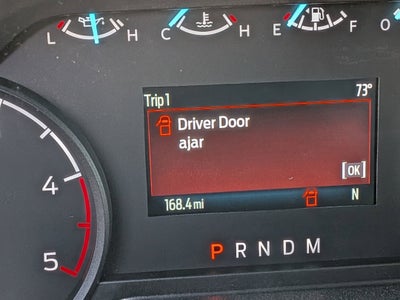 L H C H E F O
Trip 1 73°
Driver Door
ajar
[OK]
168.4 mi N
4
5
P R N D M